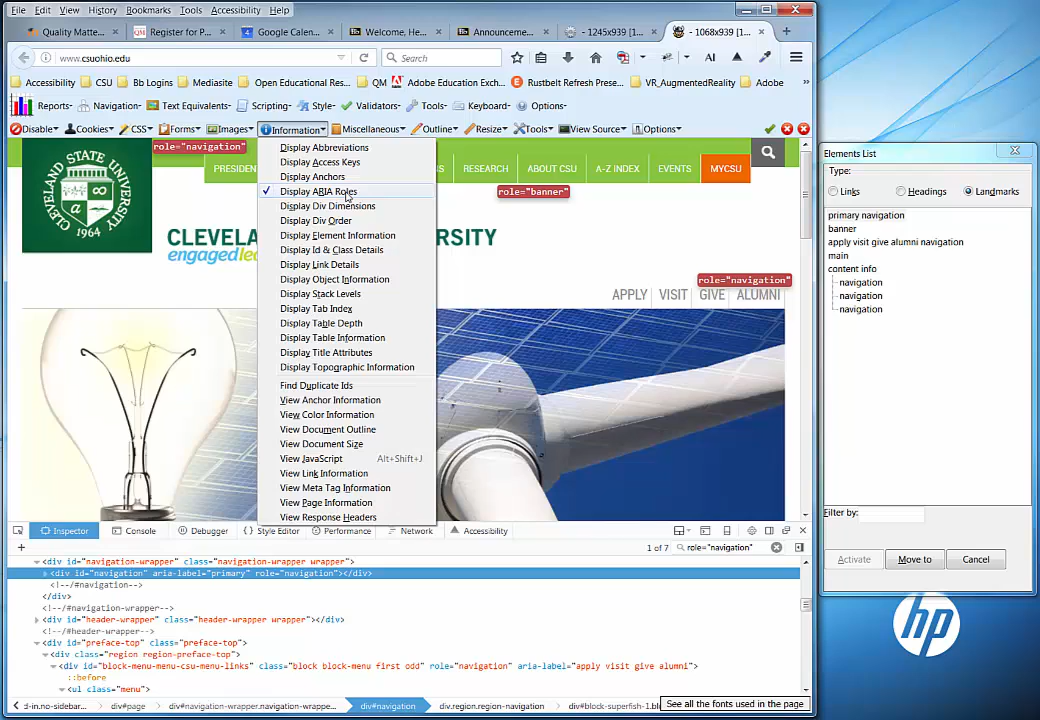 File Edit View History Bookmarks Tools Accessibility Help
Quality Matte... Register for P... Google Calen... Welcome, He... Announceme... - 1245x939 [1... - 1068x939 [1...
www.csuohio.edu Search
Accessibility CSU Bb Logins Mediasite Open Educational Res... QM Adobe Education Exch... Rustbelt Refresh Prese... VR_AugmentedReality Adobe
Reports- Navigation- Text Equivalents- Scripting- Style- Validators- Tools- Keyboard- Options-
Disable Cookies CSS Forms Images Information Miscellaneous Outline Resize Tools View Source Options
role="navigation"
PRESIDEN
S RESEARCH ABOUT CSU A-Z INDEX EVENTS MYCSU
role="banner"
CLEVELAND STATE UNIVERSITY
1964
CLEVELA
ERSITY
engagedlea
role="navigation"
APPLY VISIT GIVE ALUMNI
Display Abbreviations
Display Access Keys
Display Anchors
Display ARIA Roles
Display Div Dimensions
Display Div Order
Display Element Information
Display Id & Class Details
Display Link Details
Display Object Information
Display Stack Levels
Display Tab Index
Display Table Depth
Display Table Information
Display Title Attributes
Display Topographic Information
Find Duplicate Ids
View Anchor Information
View Color Information
View Document Outline
View Document Size
View JavaScript Alt+Shift+J
View Link Information
View Meta Tag Information
View Page Information
View Response Headers
Inspector Console Debugger Style Editor Performance Network Accessibility
+ 1 of 7 role="navigation"
<div id="navigation-wrapper" class="navigation-wrapper wrapper">
<div id="navigation" aria-label="primary" role="navigation"></div>
<!--/#navigation-->
</div>
<!--/#navigation-wrapper-->
<div id="header-wrapper" class="header-wrapper wrapper"></div>
<!--/#header-wrapper-->
<div id="preface-top" class="preface-top">
<div class="region region-preface-top">
<div id="block-menu-menu-csu-menu-links" class="block block-menu first odd" role="navigation" aria-label="apply visit give alumni">
::before
<ul class="menu">
d-in.no-sidebar... div#page div#navigation-wrapper.navigation-wrappe... div#navigation div.region.region-navigation div#block-superfish-1.bl
See all the fonts used in the page
Elements List
Type:
Links Headings Landmarks
primary navigation
banner
apply visit give alumni navigation
main
content info
navigation
navigation
navigation
Filter by:
Activate Move to Cancel
hp